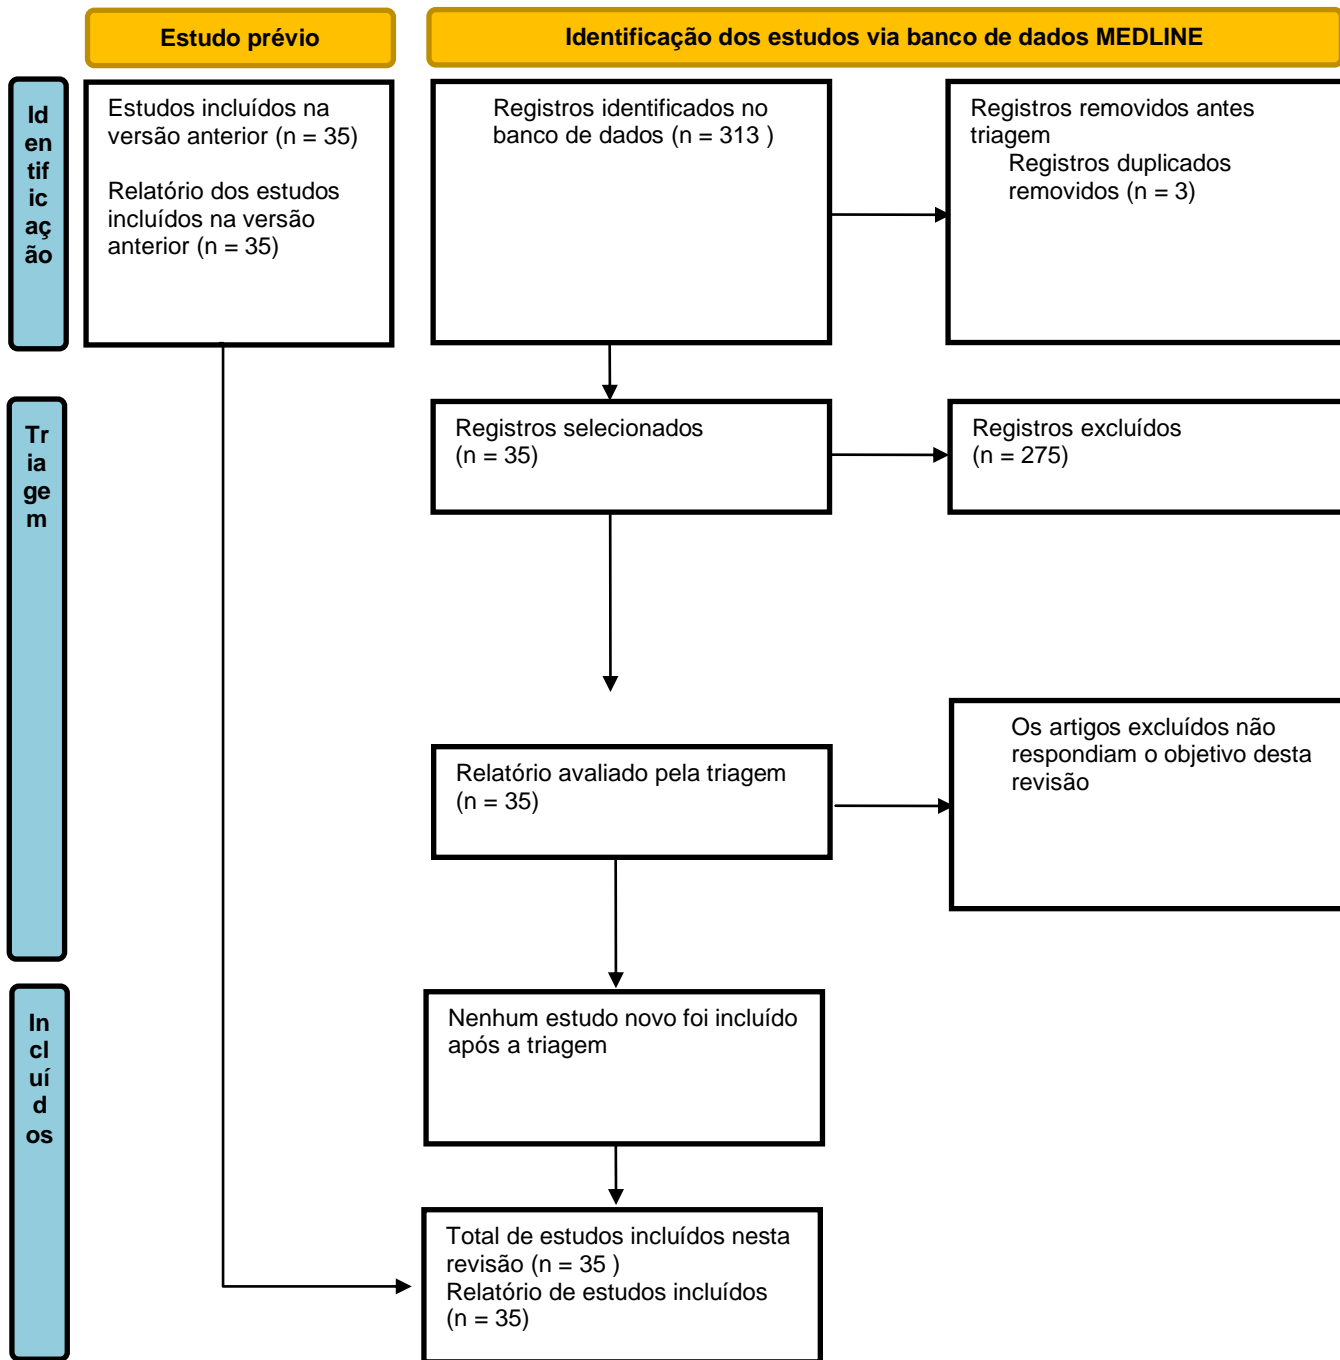 Estudo prévio
Identificação dos estudos via banco de dados MEDLINE
Id
en
tif
ic
aç
ão
Estudos incluídos na
versão anterior (n = 35)
Relatório dos estudos
incluídos na versão
anterior (n = 35)
Registros identificados no
banco de dados (n = 313 )
Registros removidos antes
triagem
Registros duplicados
removidos (n = 3)
Tr
ia
ge
m
Registros selecionados
(n = 35)
Registros excluídos
(n = 275)
Relatório avaliado pela triagem
(n = 35)
Os artigos excluídos não
respondiam o objetivo desta
revisão
In
cl
uí
d
os
Nenhum estudo novo foi incluído
após a triagem
Total de estudos incluídos nesta
revisão (n = 35 )
Relatório de estudos incluídos
(n = 35)